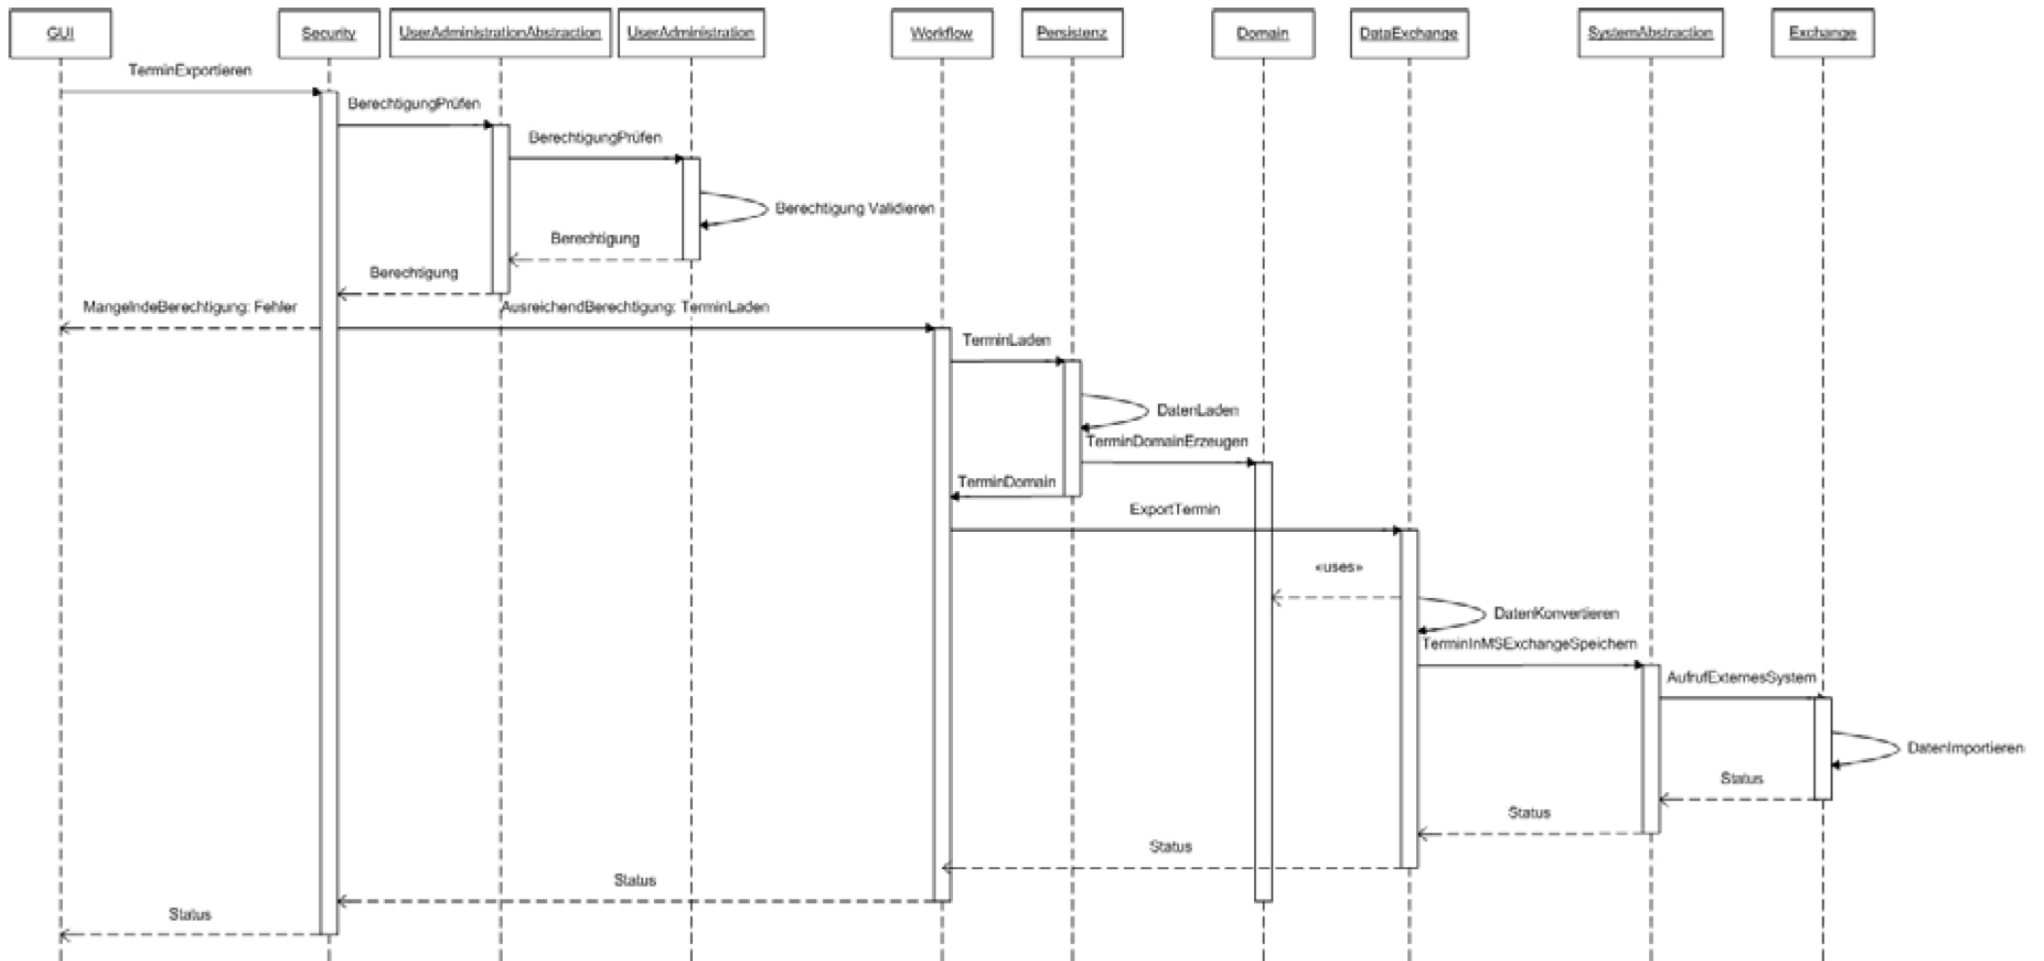 GUI
Security
UserAdministrationAbstraction
UserAdministration
Workflow
Persistenz
Domain
DataExchange
SystemAbstraction
Exchange
TerminExportieren
BerechtigungPrüfen
BerechtigungPrüfen
Berechtigung Validieren
Berechtigung
Berechtigung
MangelndeBerechtigung: Fehler
AusreichendBerechtigung: TerminLaden
TerminLaden
DatenLaden
TerminDomainErzeugen
TerminDomain
ExportTermin
«uses»
DatenKonvertieren
TerminInMSExchangeSpeichern
AufrufExternesSystem
DatenImportieren
Status
Status
Status
Status
Status